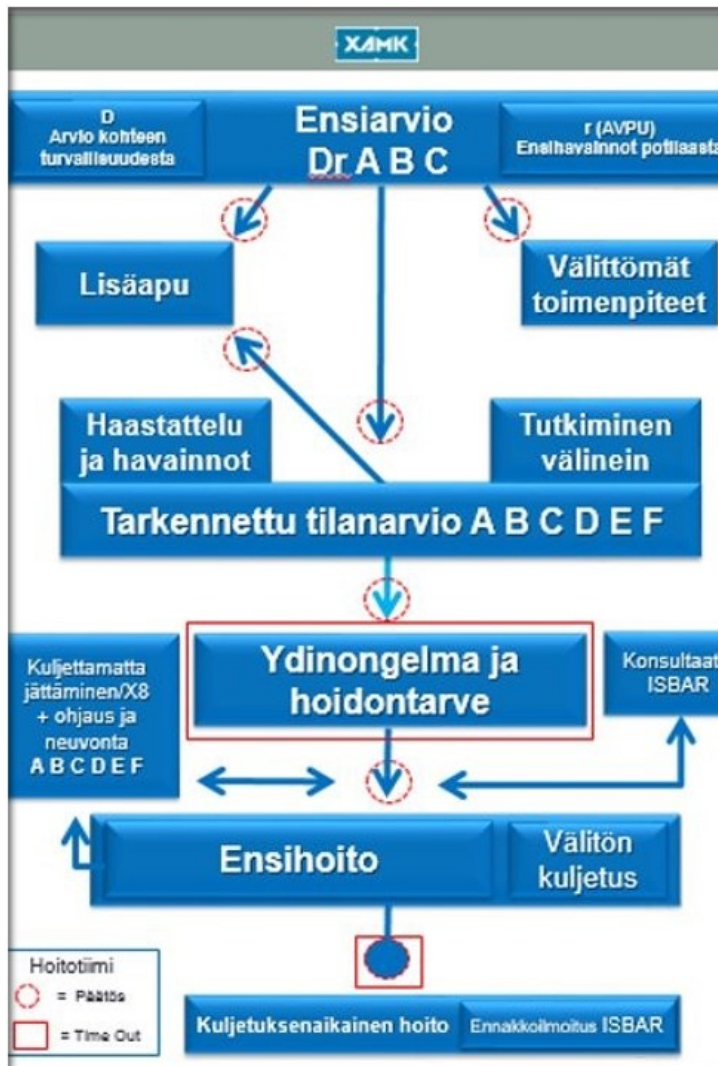 XAMK
D
Arvio kohteen
turvallisuudesta
Ensiarvio
Dr A B C
r (AVPU)
Ensihavainnot potilaasta
Lisäapu
Välittömät
toimenpiteet
Haastattelu
ja havainnot
Tutkiminen
välinein
Tarkennettu tilanarvio A B C D E F
Kuljettamatta
jättäminen/X8
+ ohjaus ja
neuvonta
A B C D E F
Ydinongelma ja
hoidontarve
Konsultaat
ISBAR
Ensihoito
Välitön
kuljetus
Hoitotiimi
= Päätös
= Time Out
Kuljetuksenaikainen hoito
Ennakkoilmoitus ISBAR